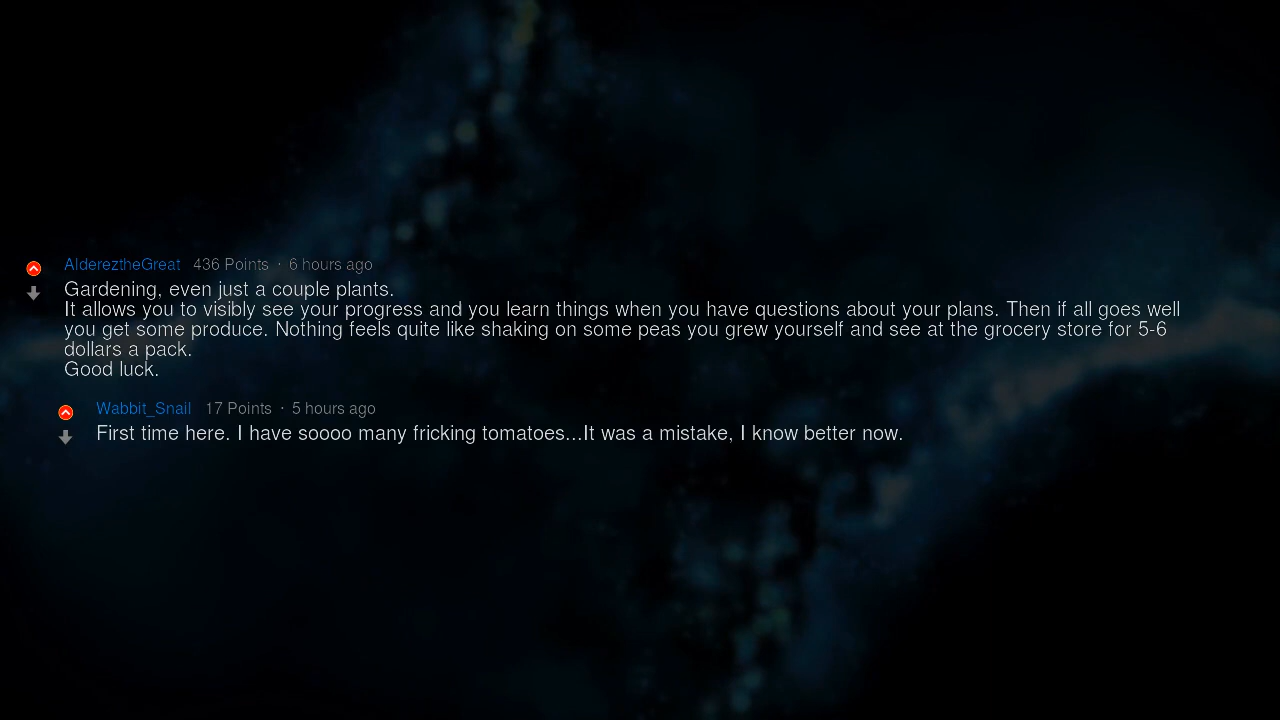 AldereztheGreat 436 Points · 6 hours ago
Gardening, even just a couple plants.
It allows you to visibly see your progress and you learn things when you have questions about your plans. Then if all goes well
you get some produce. Nothing feels quite like shaking on some peas you grew yourself and see at the grocery store for 5-6
dollars a pack.
Good luck.
Wabbit_Snail 17 Points · 5 hours ago
First time here. I have soooo many fricking tomatoes...It was a mistake, I know better now.